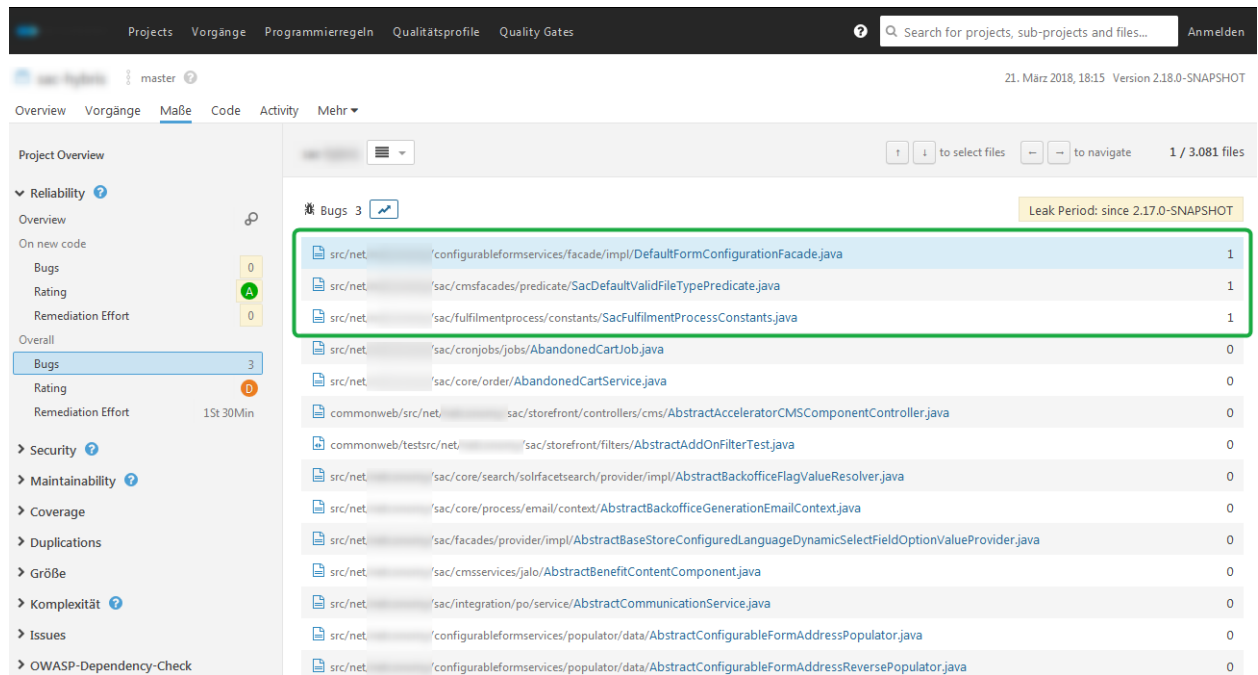 Projects Vorgänge Programmierregeln Qualitätsprofile Quality Gates Search for projects, sub-projects and files... Anmelden
master 21. März 2018, 18:15 Version 2.18.0-SNAPSHOT
Overview Vorgänge Maße Code Activity Mehr
Project Overview
Reliability
Overview
On new code
Bugs 0
Rating A
Remediation Effort 0
Overall
Bugs 3
Rating D
Remediation Effort 1St 30Min
Security
Maintainability
Coverage
Duplications
Größe
Komplexität
Issues
OWASP-Dependency-Check
↑ ↓ to select files ← → to navigate 1 / 3.081 files
Bugs 3 Leak Period: since 2.17.0-SNAPSHOT
src/net/ /configurableformservices/facade/impl/DefaultFormConfigurationFacade.java 1
src/net/ /sac/cmsfacades/predicate/SacDefaultValidFileTypePredicate.java 1
src/net/ /sac/fulfilmentprocess/constants/SacFulfilmentProcessConstants.java 1
src/net/ /sac/cronjobs/jobs/AbandonedCartJob.java 0
src/net/ /sac/core/order/AbandonedCartService.java 0
commonweb/src/net/ /sac/storefront/controllers/cms/AbstractAcceleratorCMSComponentController.java 0
commonweb/testsrc/net/ /sac/storefront/filters/AbstractAddOnFilterTest.java 0
src/net/ /sac/core/search/solrfacetsearch/provider/impl/AbstractBackofficeFlagValueResolver.java 0
src/net/ /sac/core/process/email/context/AbstractBackofficeGenerationEmailContext.java 0
src/net/ /sac/facades/provider/impl/AbstractBaseStoreConfiguredLanguageDynamicSelectFieldOptionValueProvider.java 0
src/net/ /sac/cmsservices/jalo/AbstractBenefitContentComponent.java 0
src/net/ /sac/integration/po/service/AbstractCommunicationService.java 0
src/net/ /configurableformservices/populator/data/AbstractConfigurableFormAddressPopulator.java 0
src/net/ /configurableformservices/populator/data/AbstractConfigurableFormAddressReversePopulator.java 0